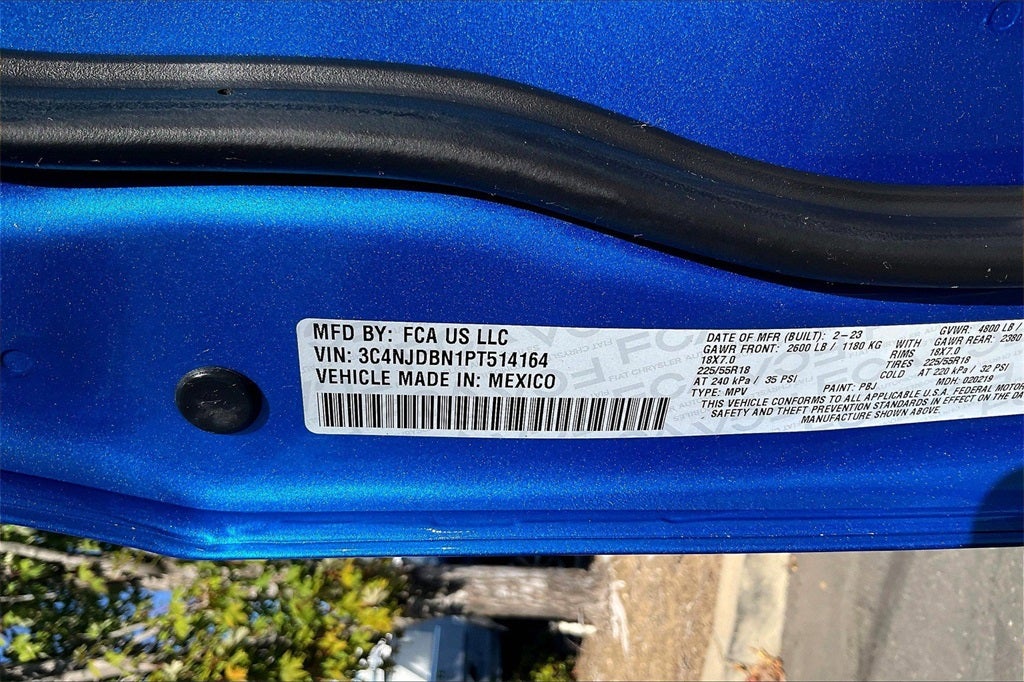 MFD BY: FCA US LLC
VIN: 3C4NJDBN1PT514164
VEHICLE MADE IN: MEXICO
DATE OF MFR (BUILT): 2-23 GVWR: 4800 LB /
GAWR FRONT: 2600 LB / 1180 KG WITH GAWR REAR: 2380
18X7.0 RIMS 18X7.0
225/55R18 TIRES 225/55R18
AT 240 kPa / 35 PSI COLD AT 220 kPa / 32 PSI
TYPE: MPV PAINT: PBJ MDH: 020219
THIS VEHICLE CONFORMS TO ALL APPLICABLE U.S.A. FEDERAL MOTOR
SAFETY AND THEFT PREVENTION STANDARDS IN EFFECT ON THE DA
MANUFACTURE SHOWN ABOVE.